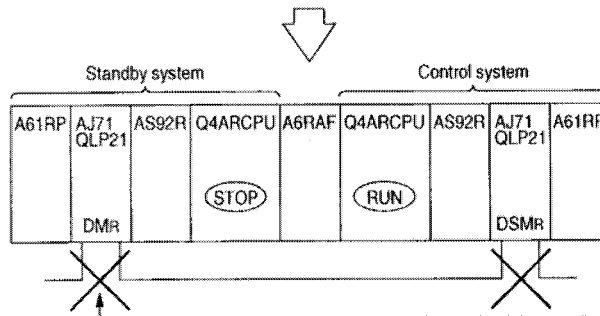 Standby system
Control system
A61RP
AJ71
QLP21
AS92R
Q4ARCPU
A6RAF
Q4ARCPU
AS92R
AJ71
QLP21
A61RP
STOP
RUN
DMR
DSMR